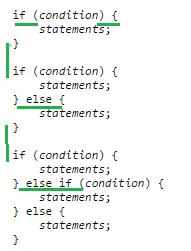 if (condition) {
    statements;
}
if (condition) {
    statements;
} else {
    statements;
}
if (condition) {
    statements;
} else if (condition) {
    statements;
} else {
    statements;
}